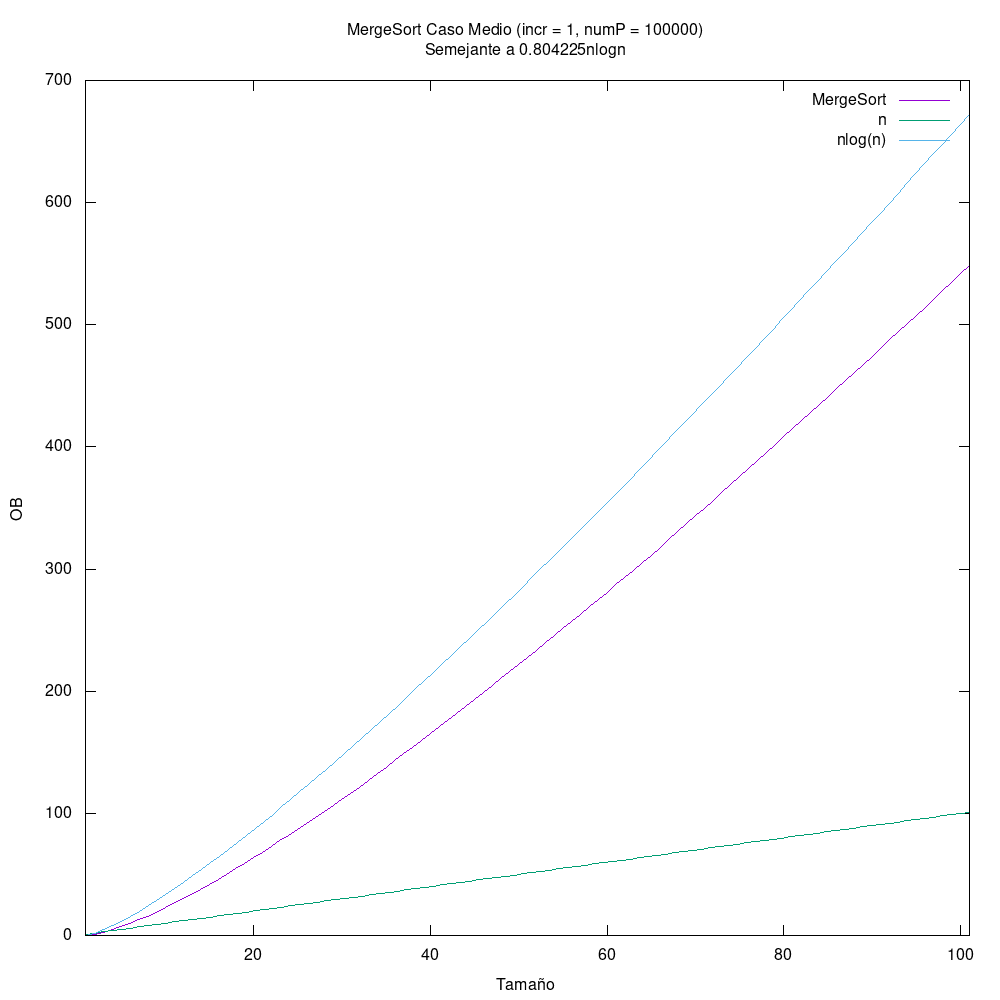 MergeSort Caso Medio (incr = 1, numP = 100000)
Semejante a 0.804225nlogn
700
600
500
400
300
200
100
0
MergeSort
n
nlog(n)
OB
20 40 60 80 100
Tamaño